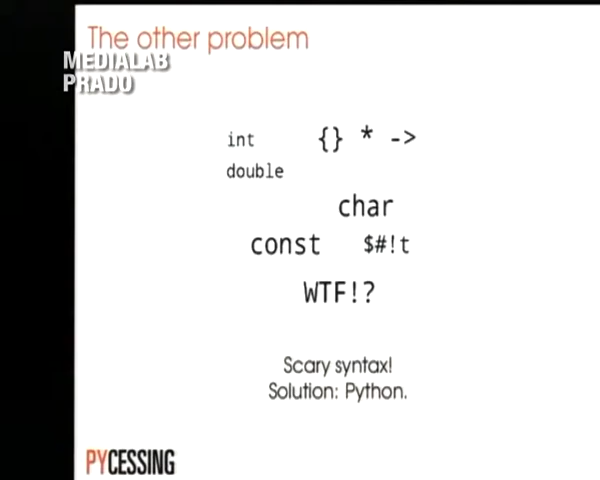 The other problem
MEDIALAB
PRADO
int {} * ->
double
char
const $#!t
WTF!?
Scary syntax!
Solution: Python.
PYCESSING